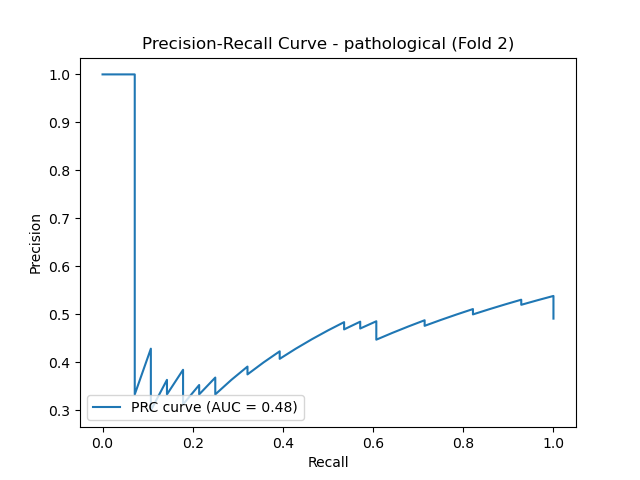 Precision-Recall Curve - pathological (Fold 2)
1.0
0.9
0.8
0.7
0.6
0.5
0.4
0.3
Precision
PRC curve (AUC = 0.48)
0.0 0.2 0.4 0.6 0.8 1.0
Recall